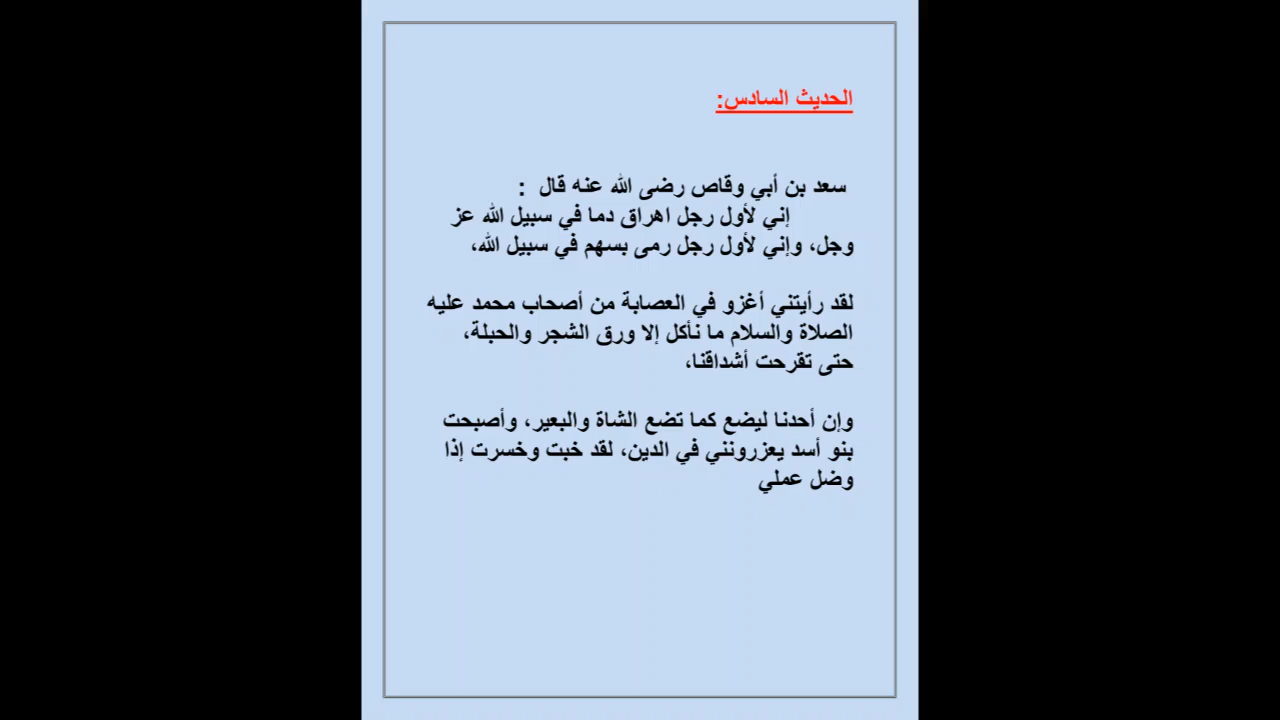 الحديث السادس:
سعد بن أبي وقاص رضى الله عنه قال :
إني لأول رجل اهراق دما في سبيل الله عز
وجل، وإني لأول رجل رمى بسهم في سبيل الله،
لقد رأيتني أغزو في العصابة من أصحاب محمد عليه
الصلاة والسلام ما نأكل إلا ورق الشجر والحبلة،
حتى تقرحت أشداقنا،
وإن أحدنا ليضع كما تضع الشاة والبعير، وأصبحت
بنو أسد يعزرونني في الدين، لقد خبت وخسرت إذا
وضل عملي